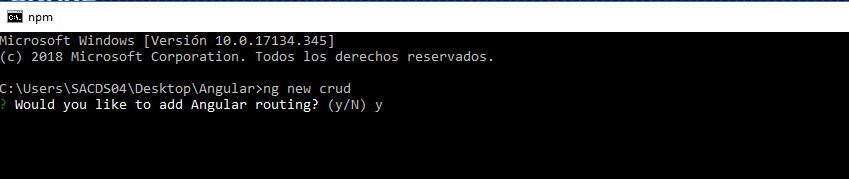 npm
Microsoft Windows [Versión 10.0.17134.345]
(c) 2018 Microsoft Corporation. Todos los derechos reservados.
C:\Users\SACDS04\Desktop\Angular>ng new crud
? Would you like to add Angular routing? (y/N) y